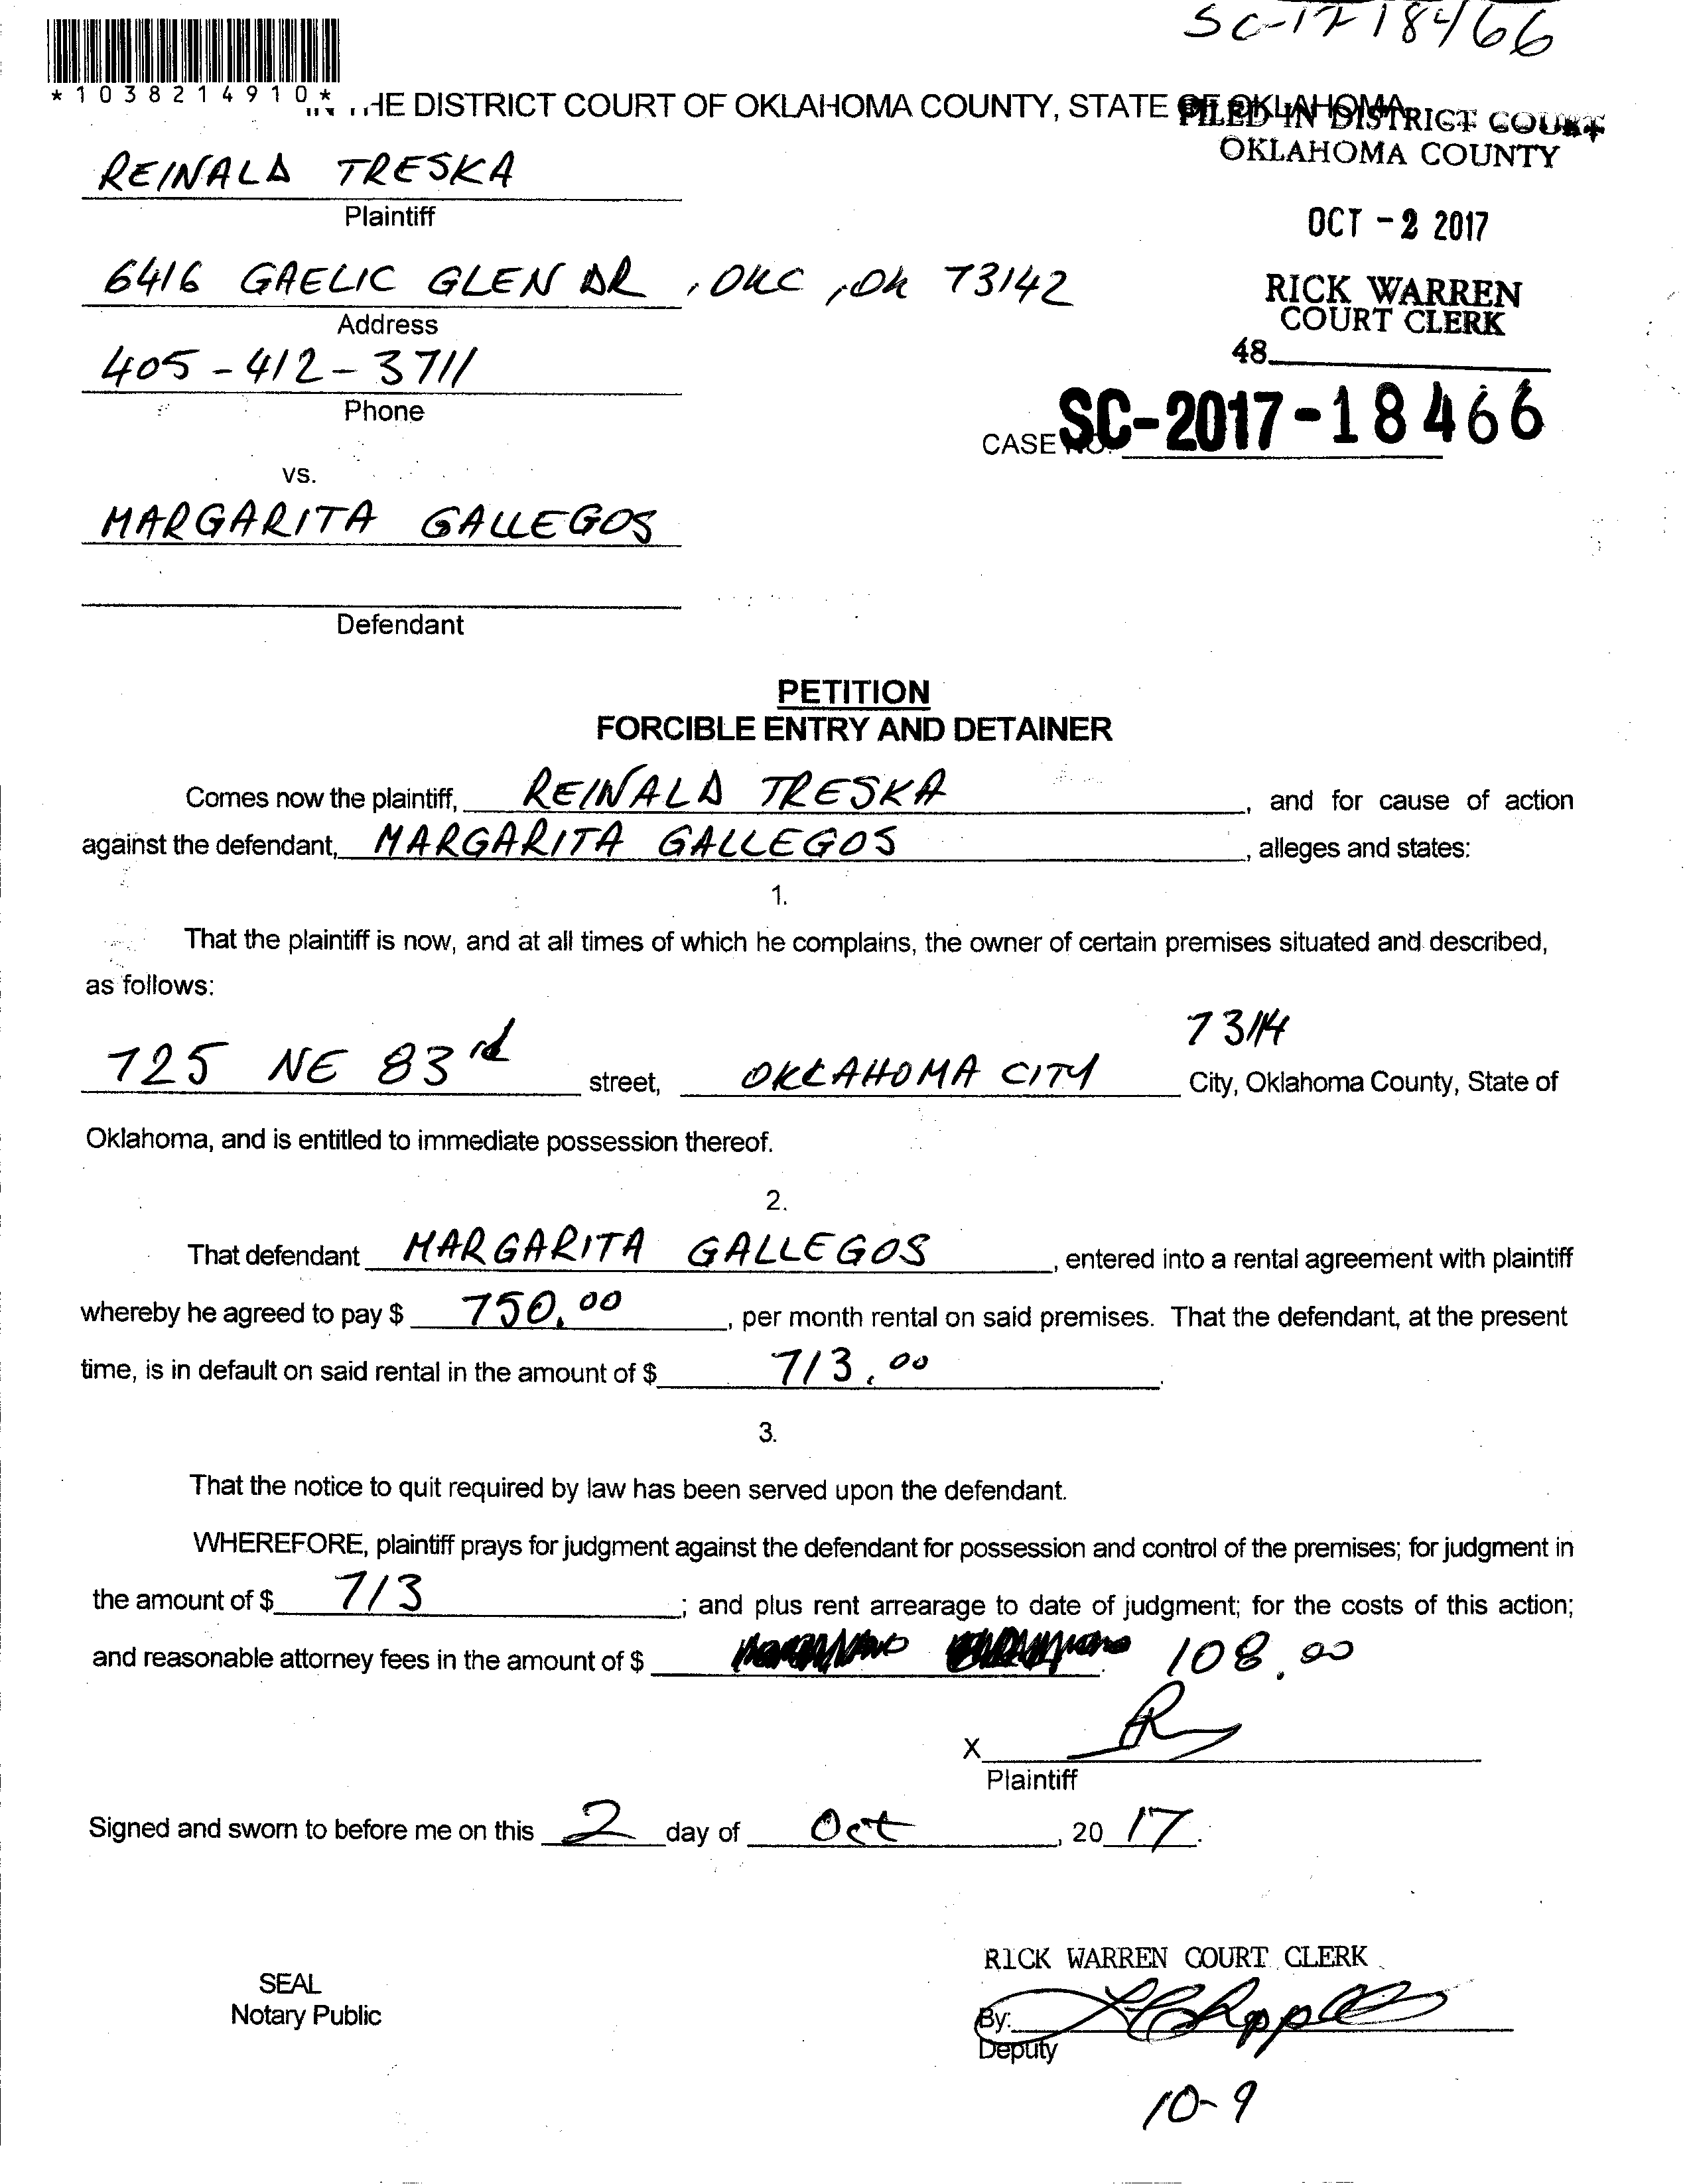 SC-17 18466
*1038214910*
THE DISTRICT COURT OF OKLAHOMA COUNTY, STATE OF OKLAHOMA
FILED IN DISTRICT COURT
OKLAHOMA COUNTY
REINALD TRESKA
Plaintiff
OCT -2 2017
6416 GAELIC GLEN DR, OKC, OK 73142
Address
RICK WARREN
COURT CLERK
405-412-3711
Phone
48
CASE NO. SC-2017-18466
vs.
MARGARITA GALLEGOS
Defendant
PETITION
FORCIBLE ENTRY AND DETAINER
Comes now the plaintiff, REINALD TRESKA, and for cause of action
against the defendant, MARGARITA GALLEGOS, alleges and states:
1.
That the plaintiff is now, and at all times of which he complains, the owner of certain premises situated and described,
as follows:
73114
725 NE 83rd street, OKLAHOMA CITY City, Oklahoma County, State of
Oklahoma, and is entitled to immediate possession thereof.
2.
That defendant MARGARITA GALLEGOS, entered into a rental agreement with plaintiff
whereby he agreed to pay $ 750.00, per month rental on said premises. That the defendant, at the present
time, is in default on said rental in the amount of $ 713.00.
3.
That the notice to quit required by law has been served upon the defendant.
WHEREFORE, plaintiff prays for judgment against the defendant for possession and control of the premises; for judgment in
the amount of $ 713; and plus rent arrearage to date of judgment; for the costs of this action;
and reasonable attorney fees in the amount of $ 108.00
X
Plaintiff
Signed and sworn to before me on this 2 day of Oct, 2017.
RICK WARREN COURT CLERK
SEAL
Notary Public
By:
Deputy
10-9